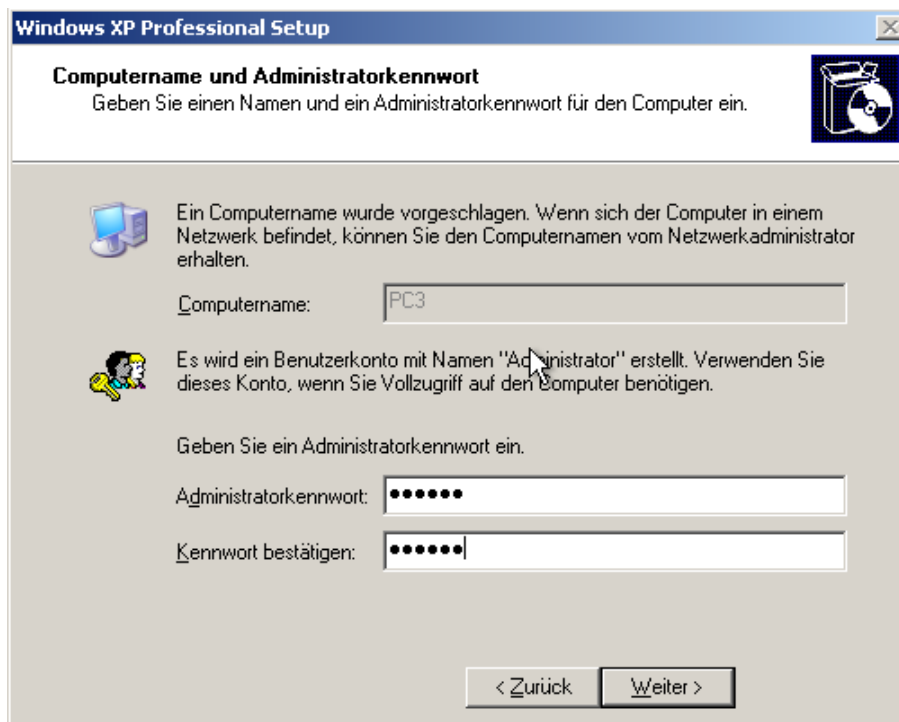 Windows XP Professional Setup
Computername und Administratorkennwort
Geben Sie einen Namen und ein Administratorkennwort für den Computer ein.
Ein Computername wurde vorgeschlagen. Wenn sich der Computer in einem
Netzwerk befindet, können Sie den Computernamen vom Netzwerkadministrator
erhalten.
Computername:
PC3
Es wird ein Benutzerkonto mit Namen "Administrator" erstellt. Verwenden Sie
dieses Konto, wenn Sie Vollzugriff auf den Computer benötigen.
Geben Sie ein Administratorkennwort ein.
Administratorkennwort: ●●●●●●
Kennwort bestätigen: ●●●●●●
< Zurück
Weiter >